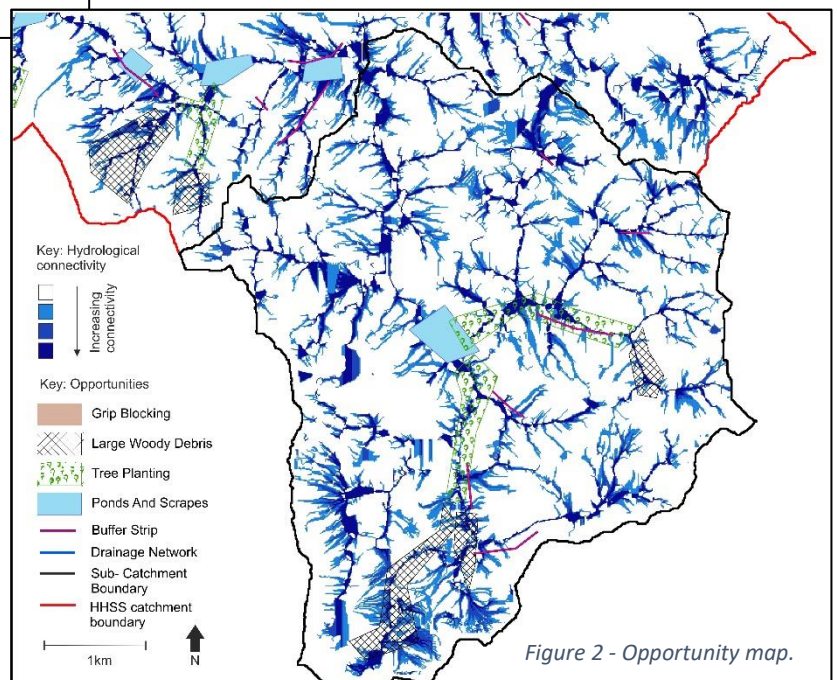 Key: Hydrological
connectivity
Increasing
connectivity
Key: Opportunities
Grip Blocking
Large Woody Debris
Tree Planting
Ponds And Scrapes
Buffer Strip
Drainage Network
Sub- Catchment
Boundary
HHSS catchment
boundary
1km
N
Figure 2 - Opportunity map.